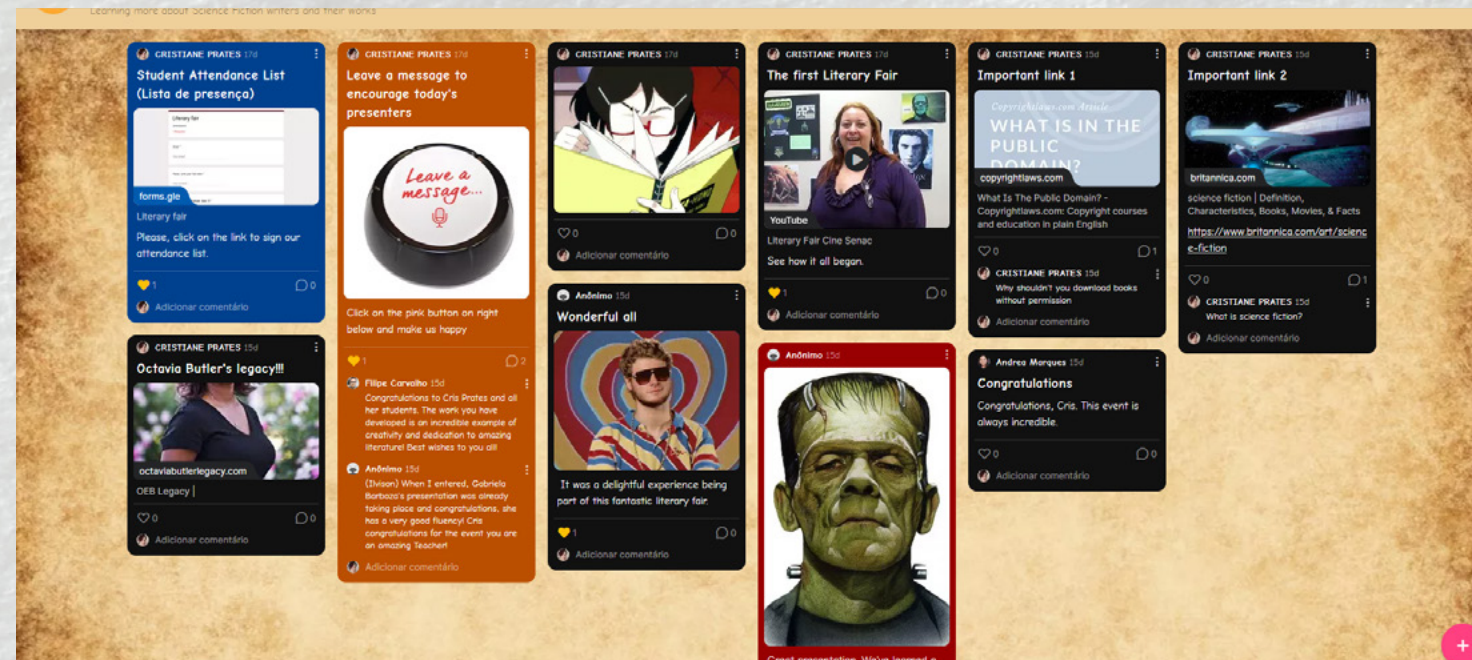 Learning more about Science Fiction writers and their works
CRISTIANE PRATES 17d
Student Attendance List
(Lista de presença)
Literary fair
forms.gle
Literary fair
Please, click on the link to sign our
attendance list.
1
0
Adicionar comentário
CRISTIANE PRATES 15d
Octavia Butler's legacy!!!
octaviabutlerlegacy.com
OEB Legacy |
0
0
Adicionar comentário
CRISTIANE PRATES 17d
Leave a message to
encourage today's
presenters
Leave a
message...
Click on the pink button on right
below and make us happy
1
2
Filipe Carvalho 15d
Congratulations to Cris Prates and all
her students. The work you have
developed is an incredible example of
creativity and dedication to amazing
literature! Best wishes to you all!
Anônimo 15d
(Ilvison) When I entered, Gabriela
Barboza's presentation was already
taking place and congratulations, she
has a very good fluency! Cris
congratulations for the event you are
an amazing Teacher!
Adicionar comentário
CRISTIANE PRATES 17d
0
0
Adicionar comentário
Anônimo 15d
Wonderful all
It was a delightful experience being
part of this fantastic literary fair.
1
0
Adicionar comentário
CRISTIANE PRATES 17d
The first Literary Fair
YouTube
Literary Fair Cine Senac
See how it all began.
1
0
Adicionar comentário
Anônimo 15d
Great presentation. We've learned a
CRISTIANE PRATES 15d
Important link 1
Copyrightlaws.com Article
WHAT IS IN THE
PUBLIC
DOMAIN?
copyrightlaws.com
What Is The Public Domain? -
Copyrightlaws.com: Copyright courses
and education in plain English
0
1
CRISTIANE PRATES 15d
Why shouldn't you download books
without permission
Adicionar comentário
Andrea Marques 15d
Congratulations
Congratulations, Cris. This event is
always incredible.
0
0
Adicionar comentário
CRISTIANE PRATES 15d
Important link 2
britannica.com
science fiction | Definition,
Characteristics, Books, Movies, & Facts
https://www.britannica.com/art/scienc
e-fiction
0
1
CRISTIANE PRATES 15d
What is science fiction?
Adicionar comentário
+